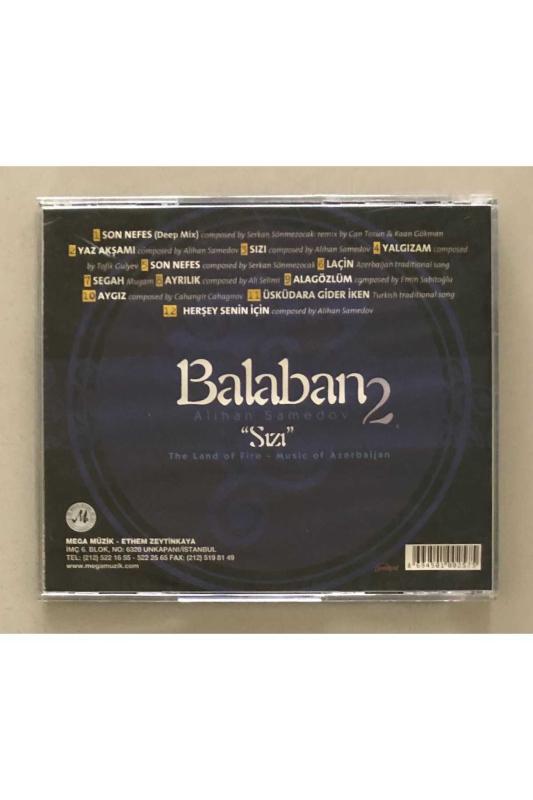 1 SON NEFES (Deep Mix) composed by Serkan Sönmezocak remix by Can Tosun & Kaan Gökman
2 YAZ AKŞAMI composed by Alihan Samedov 3 SIZI composed by Alihan Samedov 4 YALGIZAM composed
by Tofik Gulyev 5 SON NEFES composed by Serkan Sönmezocak 6 LAÇİN Azerbaijan traditional song
7 SEGAH Mugam 8 AYRILIK composed by Ali Selimi 9 ALAGÖZLÜM composed by Emin Sabitoğlu
10 AYGIZ composed by Cahangir Cahagirov 11 ÜSKÜDARA GİDER İKEN Turkish traditional song
12 HERŞEY SENİN İÇİN composed by Alihan Samedov
Balaban 2
Alihan Samedov
"Sızı"
The Land of Fire - Music of Azerbaijan
M
MEGA MÜZİK - ETHEM ZEYTİNKAYA
İMÇ 6. BLOK, NO: 6320 UNKAPANI/İSTANBUL
TEL: (212) 522 16 55 - 522 25 65 FAX: (212) 519 81 49
www.megamuzik.com